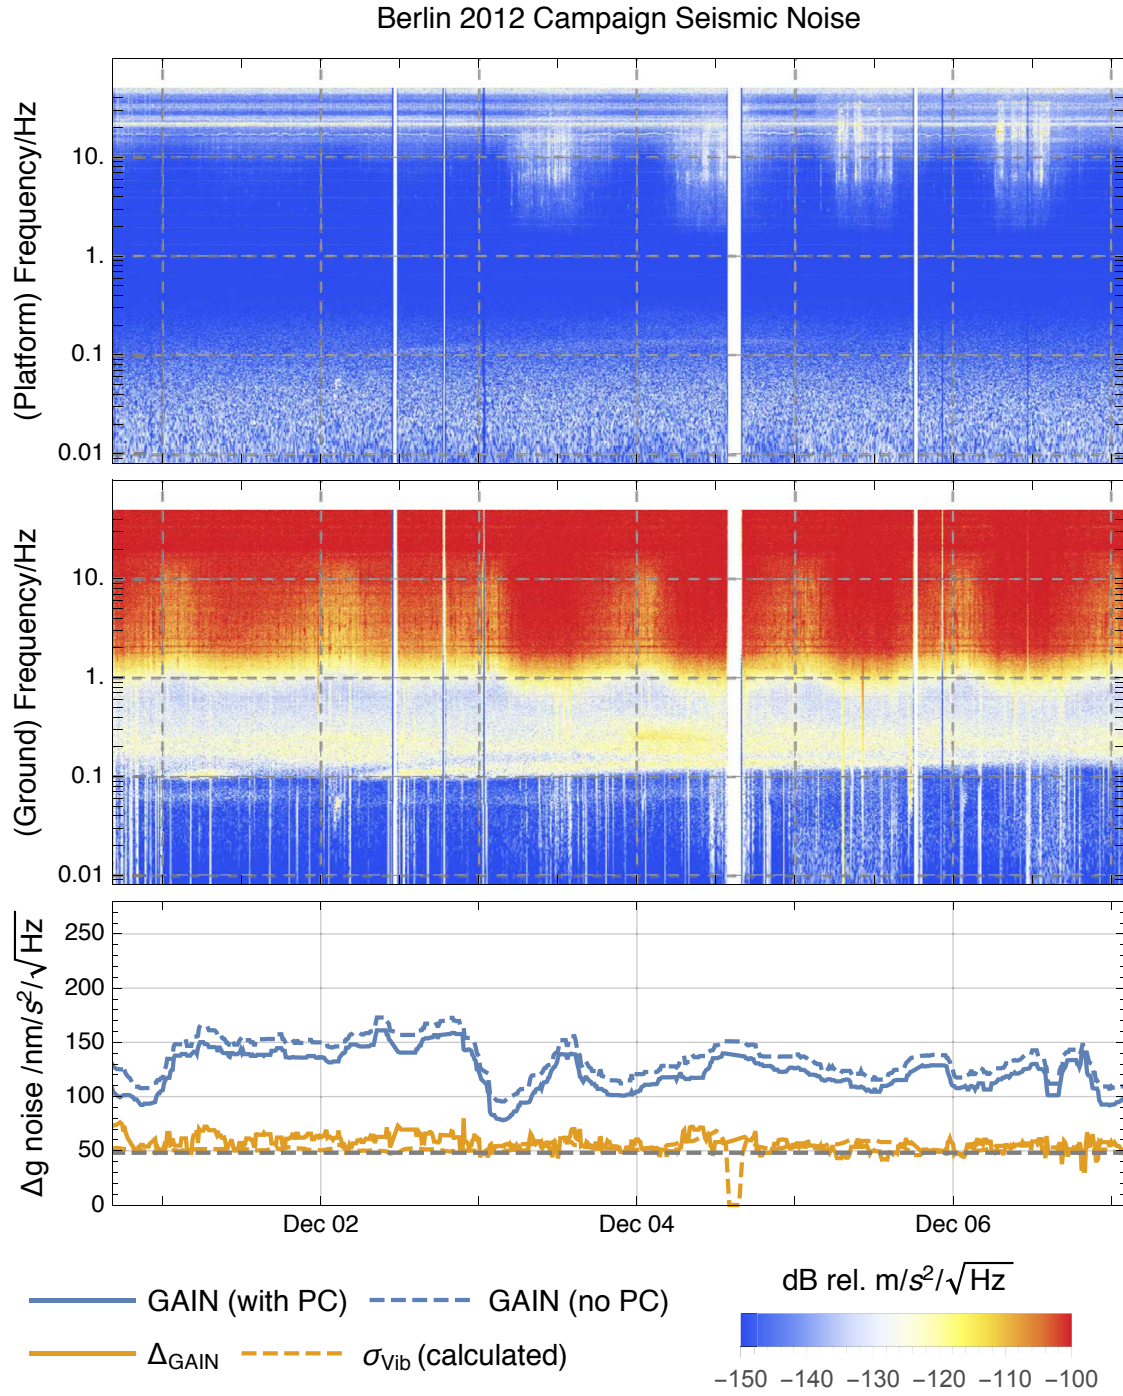 Berlin 2012 Campaign Seismic Noise
(Platform) Frequency/Hz
10.
1.
0.1
0.01
(Ground) Frequency/Hz
10.
1.
0.1
0.01
Δg noise /nm/s²/√Hz
250
200
150
100
50
0
Dec 02 Dec 04 Dec 06
GAIN (with PC) GAIN (no PC)
Δ_GAIN σ_Vib (calculated)
dB rel. m/s²/√Hz
−150 −140 −130 −120 −110 −100